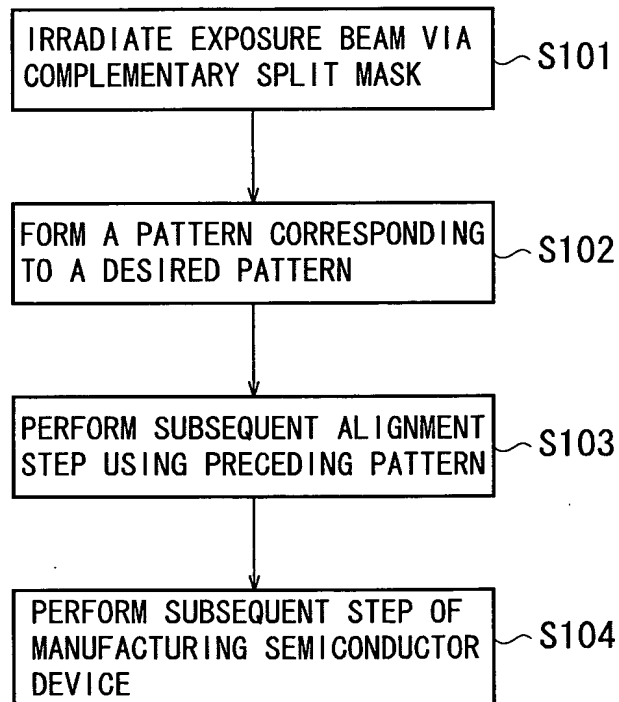 IRRADIATE EXPOSURE BEAM VIA
COMPLEMENTARY SPLIT MASK
S101
FORM A PATTERN CORRESPONDING
TO A DESIRED PATTERN
S102
PERFORM SUBSEQUENT ALIGNMENT
STEP USING PRECEDING PATTERN
S103
PERFORM SUBSEQUENT STEP OF
MANUFACTURING SEMICONDUCTOR
DEVICE
S104